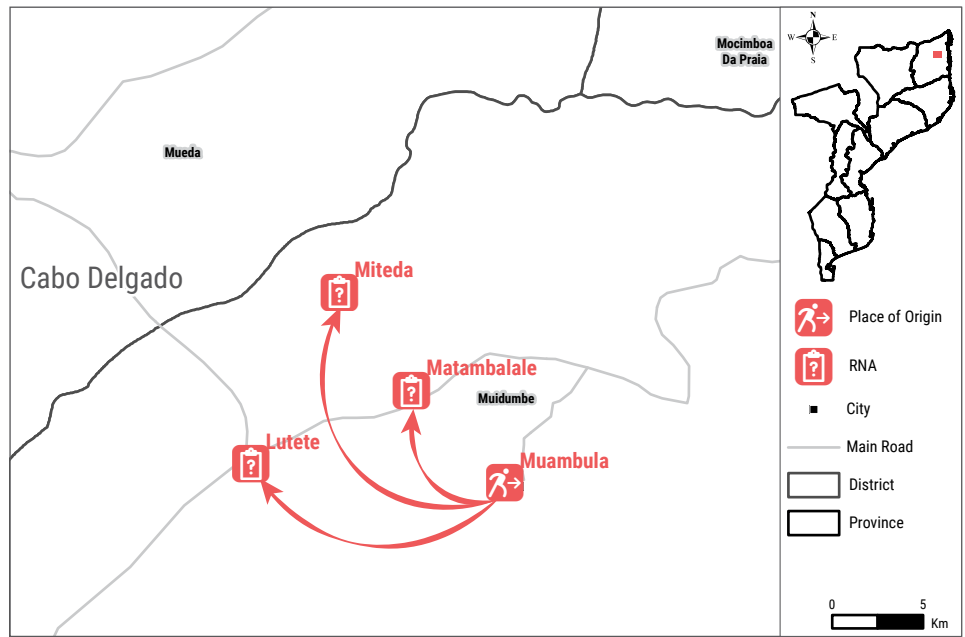 Mocimboa
Da Praia
Mueda
Cabo Delgado
Miteda
Matambalale
Muidumbe
Lutete
Muambula
N
W E
S
Place of Origin
?
RNA
City
Main Road
District
Province
0 5
Km
?
?
?